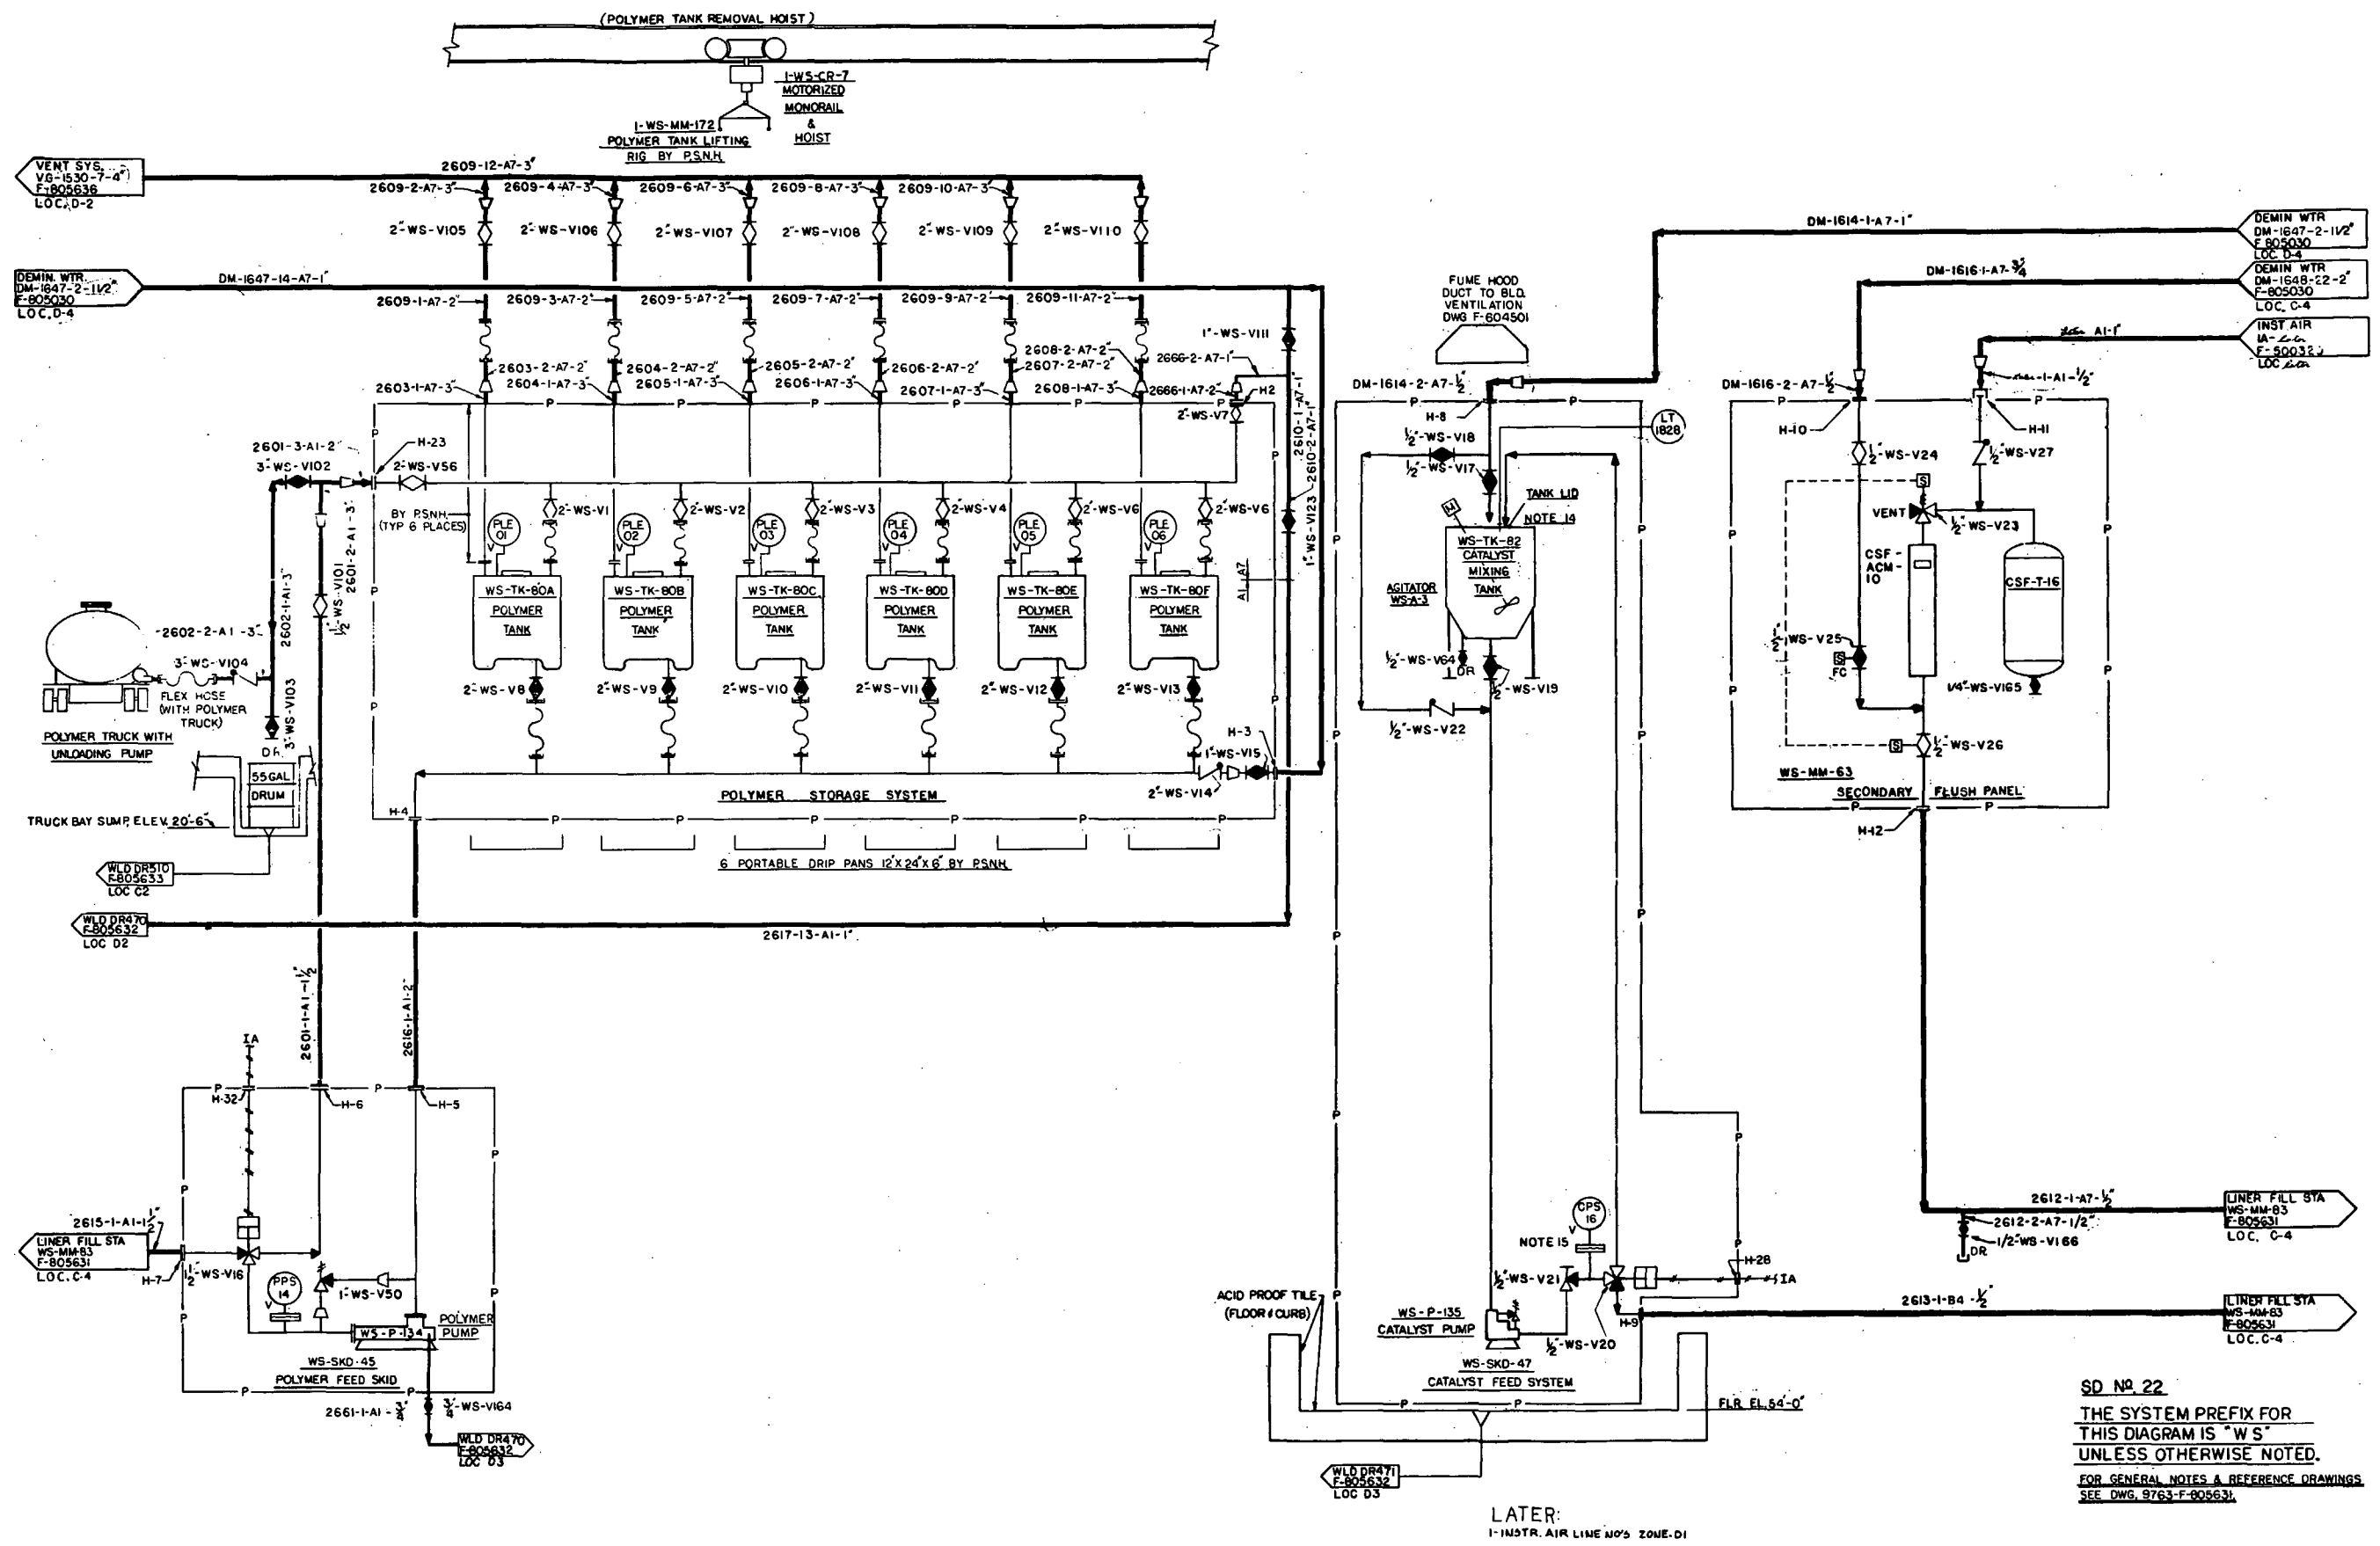 (POLYMER TANK REMOVAL HOIST)
1-WS-CR-7
MOTORIZED
MONORAIL
&
HOIST
1-WS-MM-172
POLYMER TANK LIFTING
RIG BY P.S.N.H.
VENT SYS.
VG-1530-7-4"
F-805636
LOC. D-2
2609-12-A7-3"
2609-2-A7-3"
2609-4-A7-3"
2609-6-A7-3"
2609-8-A7-3"
2609-10-A7-3"
2"-WS-V105
2"-WS-V106
2"-WS-V107
2"-WS-V108
2"-WS-V109
2"-WS-V110
DEMIN. WTR
DM-1647-2-1 1/2"
F-805030
LOC. D-4
DM-1647-14-A7-1"
2609-1-A7-2"
2609-3-A7-2"
2609-5-A7-2"
2609-7-A7-2"
2609-9-A7-2"
2609-11-A7-2"
1"-WS-V111
2603-2-A7-2"
2604-2-A7-2"
2605-2-A7-2"
2606-2-A7-2"
2607-2-A7-2"
2608-2-A7-2"
2666-2-A7-1"
2603-1-A7-3"
2604-1-A7-3"
2605-1-A7-3"
2606-1-A7-3"
2607-1-A7-3"
2608-1-A7-3"
2666-1-A7-2"
H2
2"-WS-V7
2610-1-A7-1"
2610-2-A7-1"
1"-WS-V123
A1 A7
2601-3-A1-2"
3"-WS-V102
H-23
2"-WS-V56
BY P.S.N.H.
(TYP 6 PLACES)
PLE 01
PLE 02
PLE 03
PLE 04
PLE 05
PLE 06
V
V
V
V
V
V
2"-WS-V1
2"-WS-V2
2"-WS-V3
2"-WS-V4
2"-WS-V6
2"-WS-V6
WS-TK-80A
POLYMER
TANK
WS-TK-80B
POLYMER
TANK
WS-TK-80C
POLYMER
TANK
WS-TK-80D
POLYMER
TANK
WS-TK-80E
POLYMER
TANK
WS-TK-80F
POLYMER
TANK
2"-WS-V8
2"-WS-V9
2"-WS-V10
2"-WS-V11
2"-WS-V12
2"-WS-V13
H-3
1"-WS-V15
2"-WS-V14
POLYMER STORAGE SYSTEM
H-4
6 PORTABLE DRIP PANS 12"X24"X6" BY P.S.N.H.
2602-1-A1-3"
2601-2-A1-3"
1 1/2"-WS-V101
2602-2-A1-3"
3"-WS-V104
FLEX HOSE
(WITH POLYMER
TRUCK)
3"-WS-V103
POLYMER TRUCK WITH
UNLOADING PUMP
DR
55 GAL
DRUM
TRUCK BAY SUMP, ELEV. 20'-6"
WLD DR510
F-805633
LOC C2
WLD DR470
F-805632
LOC D2
2617-13-A1-1"
2601-1-A1-1 1/2"
2616-1-A1-2"
IA
H-32
H-6
H-5
2615-1-A1-1 1/2"
LINER FILL STA
WS-MM-83
F-805631
LOC. C-4
H-7
1 1/2"-WS-V16
PPS 14
V
1"-WS-V50
WS-P-134
POLYMER
PUMP
WS-SKD-45
POLYMER FEED SKID
2661-1-A1-3/4"
3/4"-WS-V164
WLD DR470
F-805632
LOC D3
FUME HOOD
DUCT TO BLD.
VENTILATION
DWG F-604501
DM-1614-1-A7-1"
DM-1614-2-A7-1/2"
H-8
LT 1828
1/2"-WS-V18
1/2"-WS-V17
M
TANK LID
NOTE 14
WS-TK-82
CATALYST
MIXING
TANK
AGITATOR
WS-A-3
1/2"-WS-V64
DR
1/2"-WS-V19
1/2"-WS-V22
CPS 16
V
NOTE 15
1/2"-WS-V21
H-28
IA
ACID PROOF TILE
(FLOOR & CURB)
WS-P-135
CATALYST PUMP
1/2"-WS-V20
H-9
WS-SKD-47
CATALYST FEED SYSTEM
FLR. EL. 54'-0"
WLD DR471
F-805632
LOC D3
DEMIN WTR
DM-1647-2-1 1/2"
F 805030
LOC D-4
DEMIN WTR
DM-1648-22-2"
F-805030
LOC. C-4
INST AIR
IA-later
F-500323
LOC later
DM-1616-1-A7-3/4"
later A1-1"
DM-1616-2-A7-1/2"
later-1-A1-1/2"
H-10
H-11
1/2"-WS-V24
1/2"-WS-V27
S
VENT
1/2"-WS-V23
CSF-
ACM-
10
CSF-T-16
1/2"-WS-V25
S
FC
1/4"-WS-V165
S
1/2"-WS-V26
WS-MM-63
SECONDARY FLUSH PANEL
H-12
2612-1-A7-1/2"
2612-2-A7-1/2"
1/2"-WS-V166
DR
LINER FILL STA
WS-MM-83
F-805631
LOC. C-4
2613-1-B4-1/2"
LINER FILL STA
WS-MM-83
F-805631
LOC. C-4
SD No. 22
THE SYSTEM PREFIX FOR
THIS DIAGRAM IS "WS"
UNLESS OTHERWISE NOTED.
FOR GENERAL NOTES & REFERENCE DRAWINGS
SEE DWG. 9763-F-805631.
LATER:
1-INSTR. AIR LINE NO'S ZONE-D1